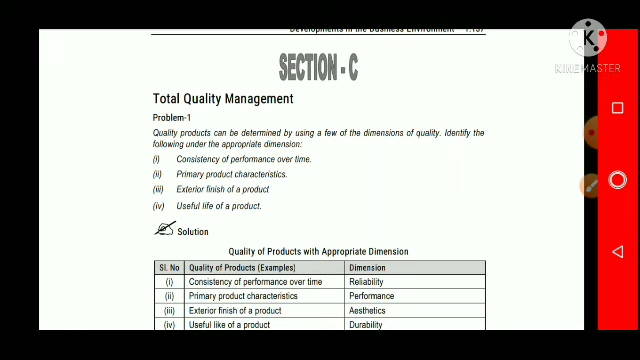 Developments in the Business Environment 1.137
KINEMASTER
SECTION - C
Total Quality Management
Problem-1
Quality products can be determined by using a few of the dimensions of quality. Identify the
following under the appropriate dimension:
(i) Consistency of performance over time.
(ii) Primary product characteristics.
(iii) Exterior finish of a product
(iv) Useful life of a product.
Solution
Quality of Products with Appropriate Dimension
Sl. No Quality of Products (Examples) Dimension
(i) Consistency of performance over time Reliability
(ii) Primary product characteristics Performance
(iii) Exterior finish of a product Aesthetics
(iv) Useful like of a product Durability